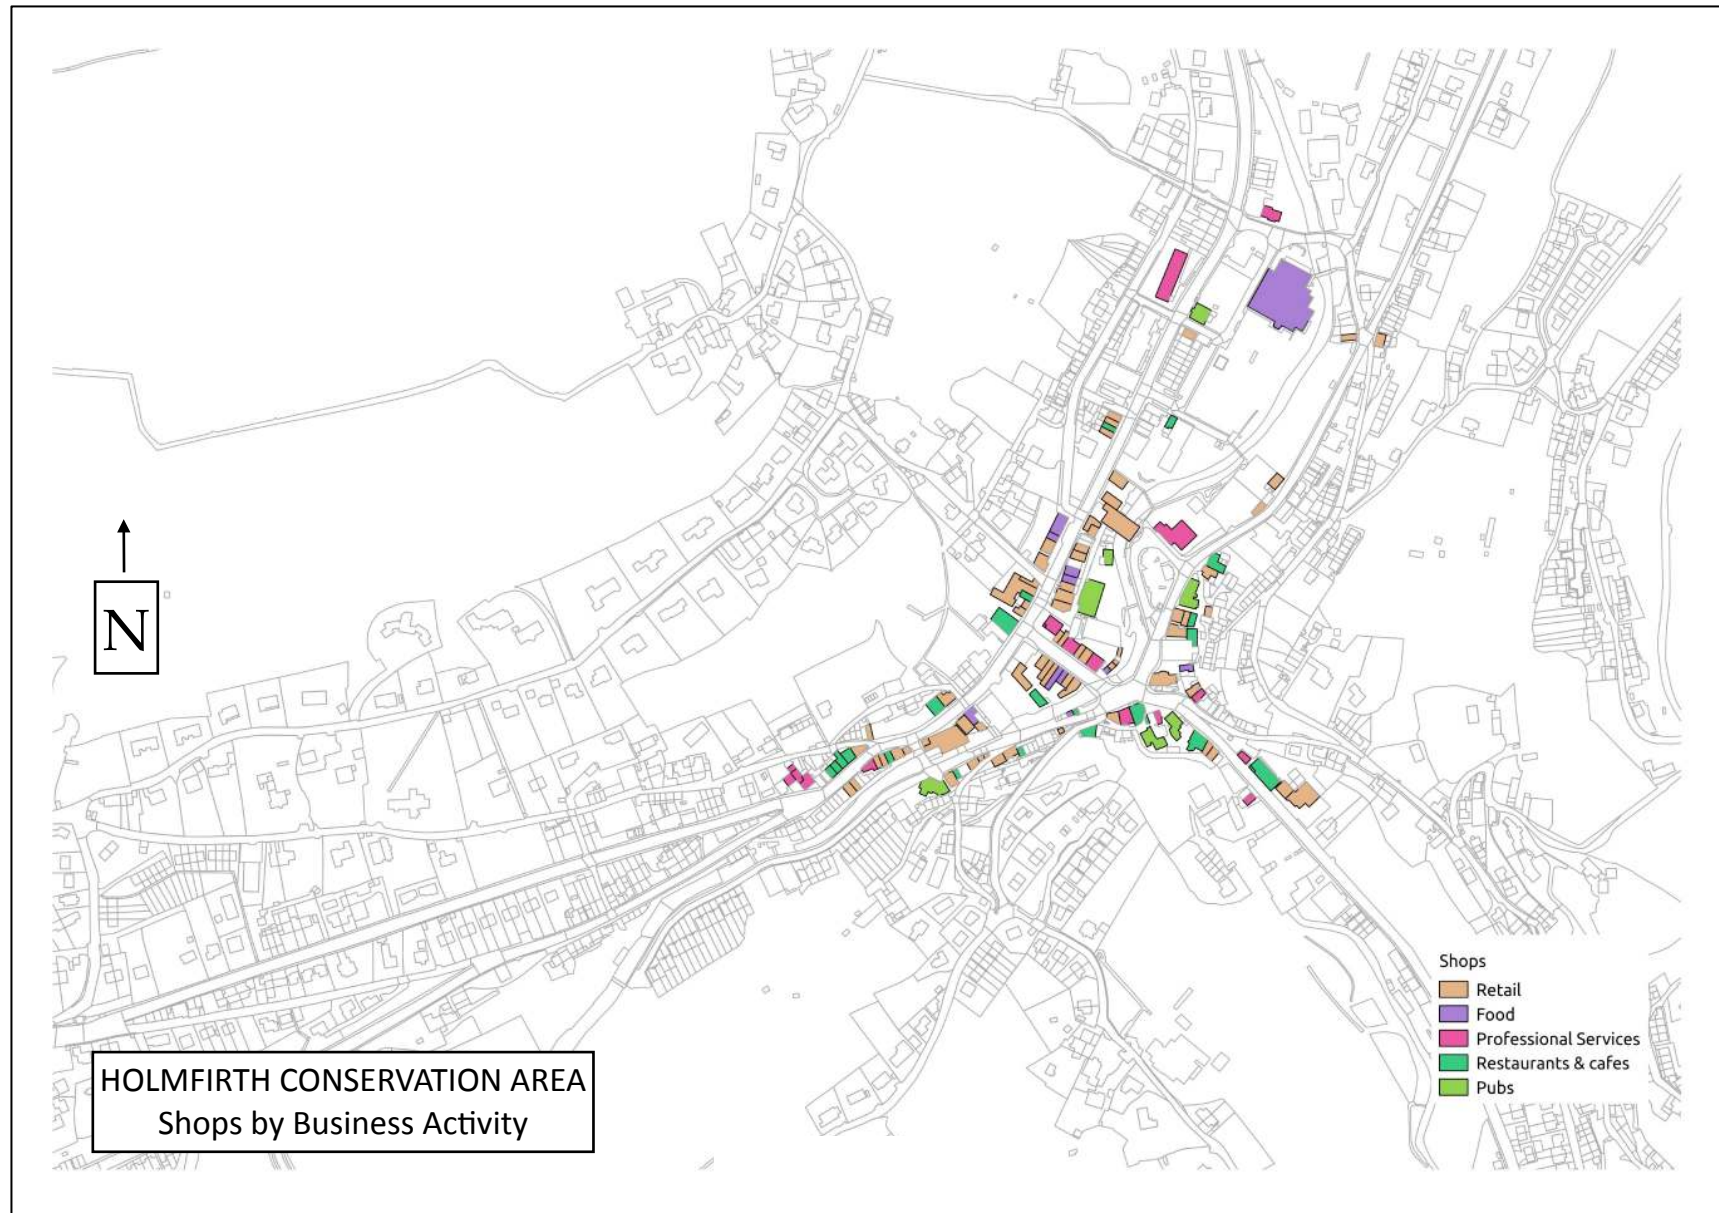 N
HOLMFIRTH CONSERVATION AREA
Shops by Business Activity
Shops
Retail
Food
Professional Services
Restaurants & cafes
Pubs